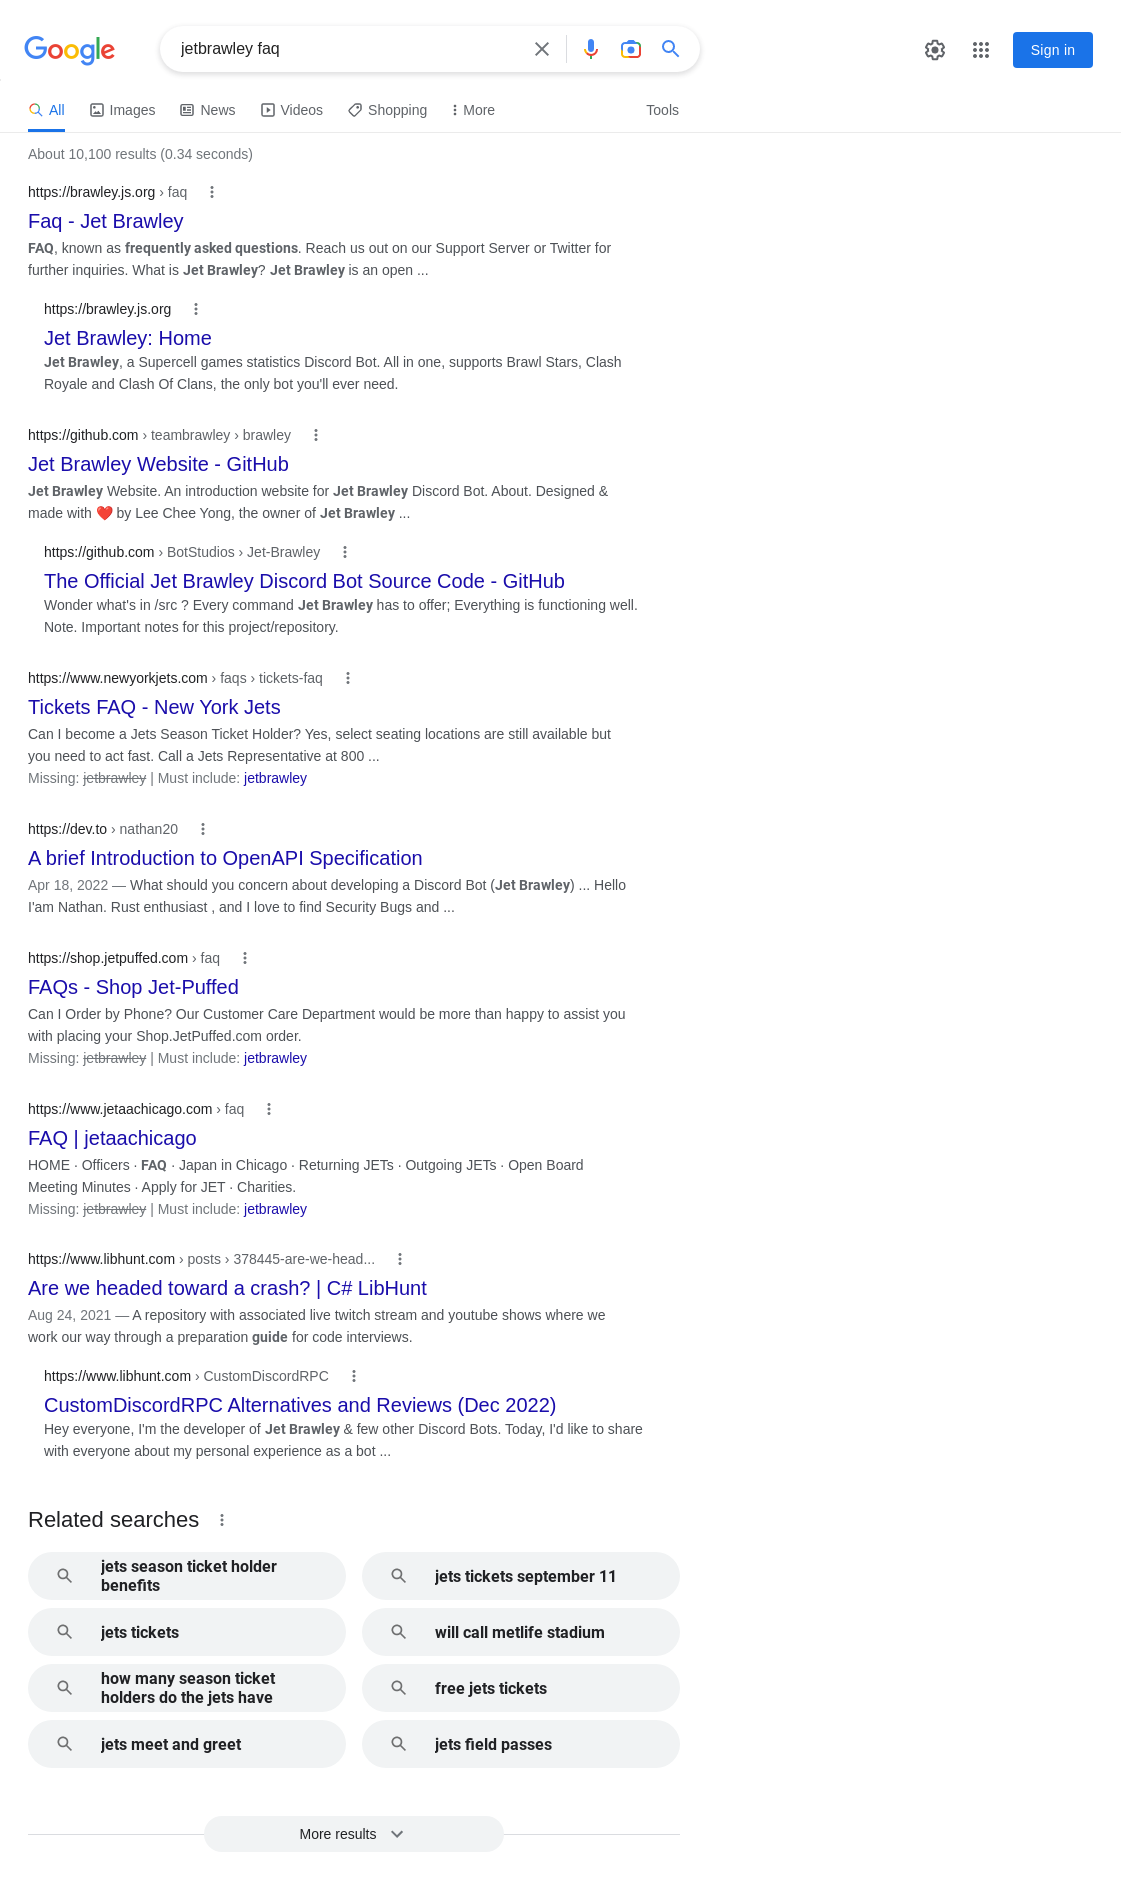 Google
jetbrawley faq
Sign in
All
Images
News
Videos
Shopping
More
Tools
About 10,100 results (0.34 seconds)
https://brawley.js.org › faq
Faq - Jet Brawley
FAQ, known as frequently asked questions. Reach us out on our Support Server or Twitter for
further inquiries. What is Jet Brawley? Jet Brawley is an open ...
https://brawley.js.org
Jet Brawley: Home
Jet Brawley, a Supercell games statistics Discord Bot. All in one, supports Brawl Stars, Clash
Royale and Clash Of Clans, the only bot you'll ever need.
https://github.com › teambrawley › brawley
Jet Brawley Website - GitHub
Jet Brawley Website. An introduction website for Jet Brawley Discord Bot. About. Designed &
made with ❤️ by Lee Chee Yong, the owner of Jet Brawley ...
https://github.com › BotStudios › Jet-Brawley
The Official Jet Brawley Discord Bot Source Code - GitHub
Wonder what's in /src ? Every command Jet Brawley has to offer; Everything is functioning well.
Note. Important notes for this project/repository.
https://www.newyorkjets.com › faqs › tickets-faq
Tickets FAQ - New York Jets
Can I become a Jets Season Ticket Holder? Yes, select seating locations are still available but
you need to act fast. Call a Jets Representative at 800 ...
Missing: jetbrawley | Must include: jetbrawley
https://dev.to › nathan20
A brief Introduction to OpenAPI Specification
Apr 18, 2022 — What should you concern about developing a Discord Bot (Jet Brawley) ... Hello
I'am Nathan. Rust enthusiast , and I love to find Security Bugs and ...
https://shop.jetpuffed.com › faq
FAQs - Shop Jet-Puffed
Can I Order by Phone? Our Customer Care Department would be more than happy to assist you
with placing your Shop.JetPuffed.com order.
Missing: jetbrawley | Must include: jetbrawley
https://www.jetaachicago.com › faq
FAQ | jetaachicago
HOME · Officers · FAQ · Japan in Chicago · Returning JETs · Outgoing JETs · Open Board
Meeting Minutes · Apply for JET · Charities.
Missing: jetbrawley | Must include: jetbrawley
https://www.libhunt.com › posts › 378445-are-we-head...
Are we headed toward a crash? | C# LibHunt
Aug 24, 2021 — A repository with associated live twitch stream and youtube shows where we
work our way through a preparation guide for code interviews.
https://www.libhunt.com › CustomDiscordRPC
CustomDiscordRPC Alternatives and Reviews (Dec 2022)
Hey everyone, I'm the developer of Jet Brawley & few other Discord Bots. Today, I'd like to share
with everyone about my personal experience as a bot ...
Related searches
jets season ticket holder
benefits
jets tickets september 11
jets tickets
will call metlife stadium
how many season ticket
holders do the jets have
free jets tickets
jets meet and greet
jets field passes
More results